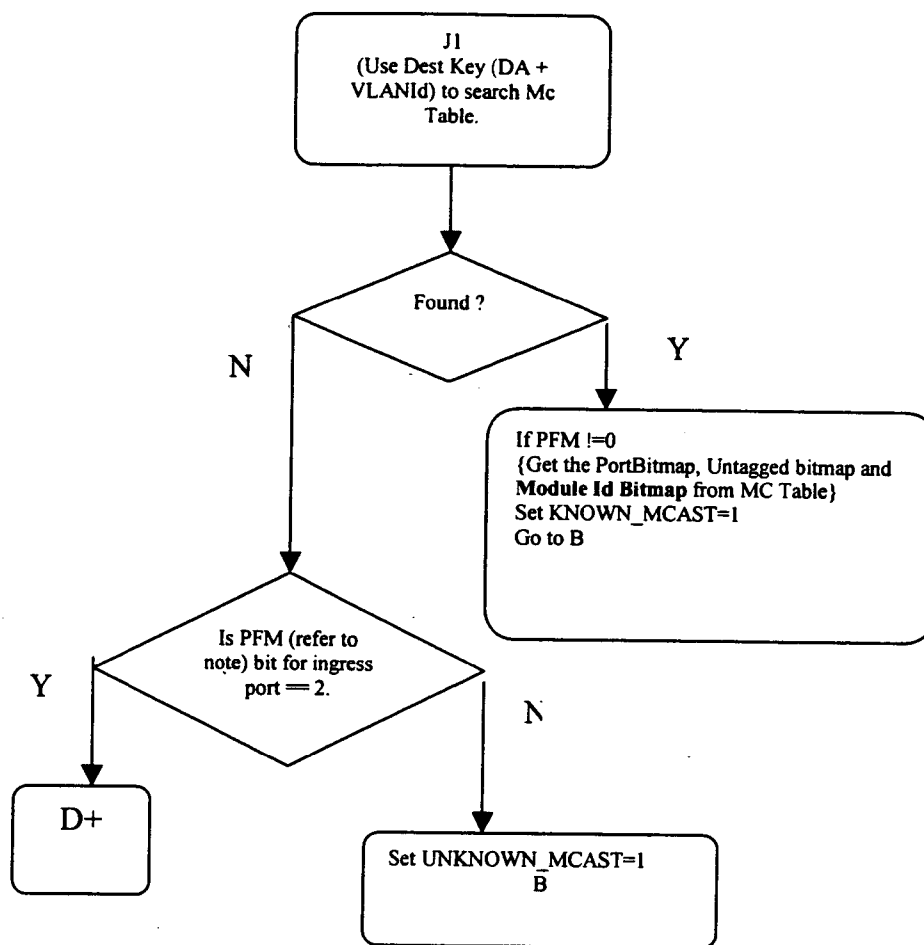 J1
(Use Dest Key (DA +
VLANId) to search Mc
Table.
Found ?
N
Y
If PFM !=0
{Get the PortBitmap, Untagged bitmap and
Module Id Bitmap from MC Table}
Set KNOWN_MCAST=1
Go to B
Is PFM (refer to
note) bit for ingress
port == 2.
Y
N
D+
Set UNKNOWN_MCAST=1
B